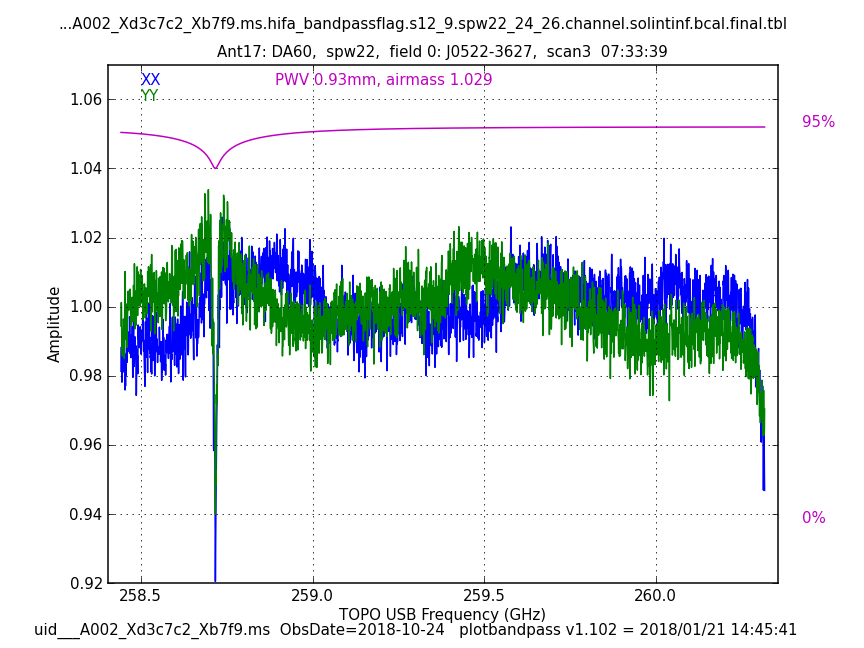 ...A002_Xd3c7c2_Xb7f9.ms.hifa_bandpassflag.s12_9.spw22_24_26.channel.solintinf.bcal.final.tbl
Ant17: DA60, spw22, field 0: J0522-3627, scan3 07:33:39
XX
YY
PWV 0.93mm, airmass 1.029
95%
0%
Amplitude
1.06
1.04
1.02
1.00
0.98
0.96
0.94
0.92
258.5
259.0
259.5
260.0
TOPO USB Frequency (GHz)
uid___A002_Xd3c7c2_Xb7f9.ms ObsDate=2018-10-24 plotbandpass v1.102 = 2018/01/21 14:45:41